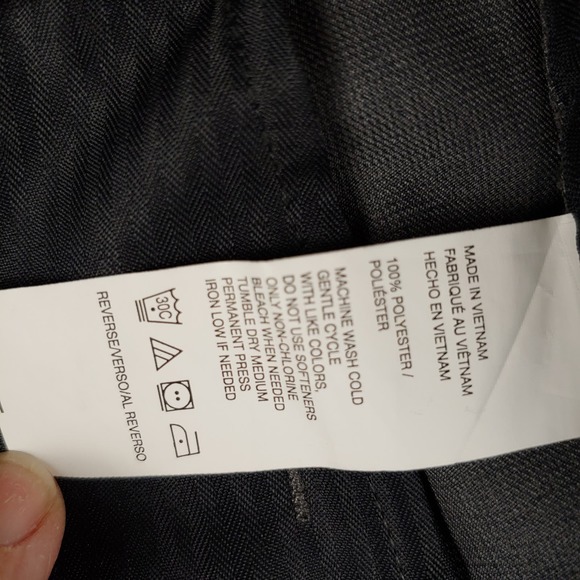 MADE IN VIETNAM
FABRIQUÉ AU VIÊTNAM
HECHO EN VIETNAM
100% POLYESTER /
POLIÉSTER
MACHINE WASH COLD
GENTLE CYCLE
WITH LIKE COLORS,
DO NOT USE SOFTENERS
ONLY NON-CHLORINE
BLEACH WHEN NEEDED
TUMBLE DRY MEDIUM
PERMANENT PRESS
IRON LOW IF NEEDED
30C
REVERSE/VERSO/AL REVERSO